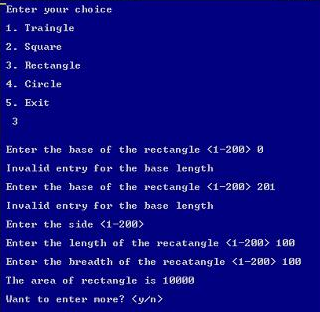 Enter your choice
1. Traingle
2. Square
3. Rectangle
4. Circle
5. Exit
3
Enter the base of the rectangle <1-200> 0
Invalid entry for the base length
Enter the base of the rectangle <1-200> 201
Invalid entry for the base length
Enter the side <1-200>
Enter the length of the recatangle <1-200> 100
Enter the breadth of the recatangle <1-200> 100
The area of rectangle is 10000
Want to enter more? <y/n>